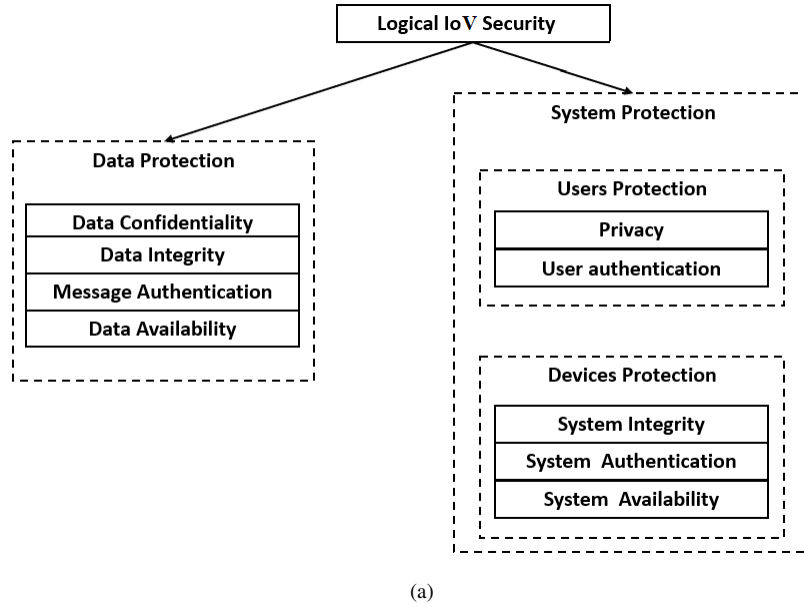 Logical IoV Security
Data Protection
Data Confidentiality
Data Integrity
Message Authentication
Data Availability
System Protection
Users Protection
Privacy
User authentication
Devices Protection
System Integrity
System Authentication
System Availability
(a)